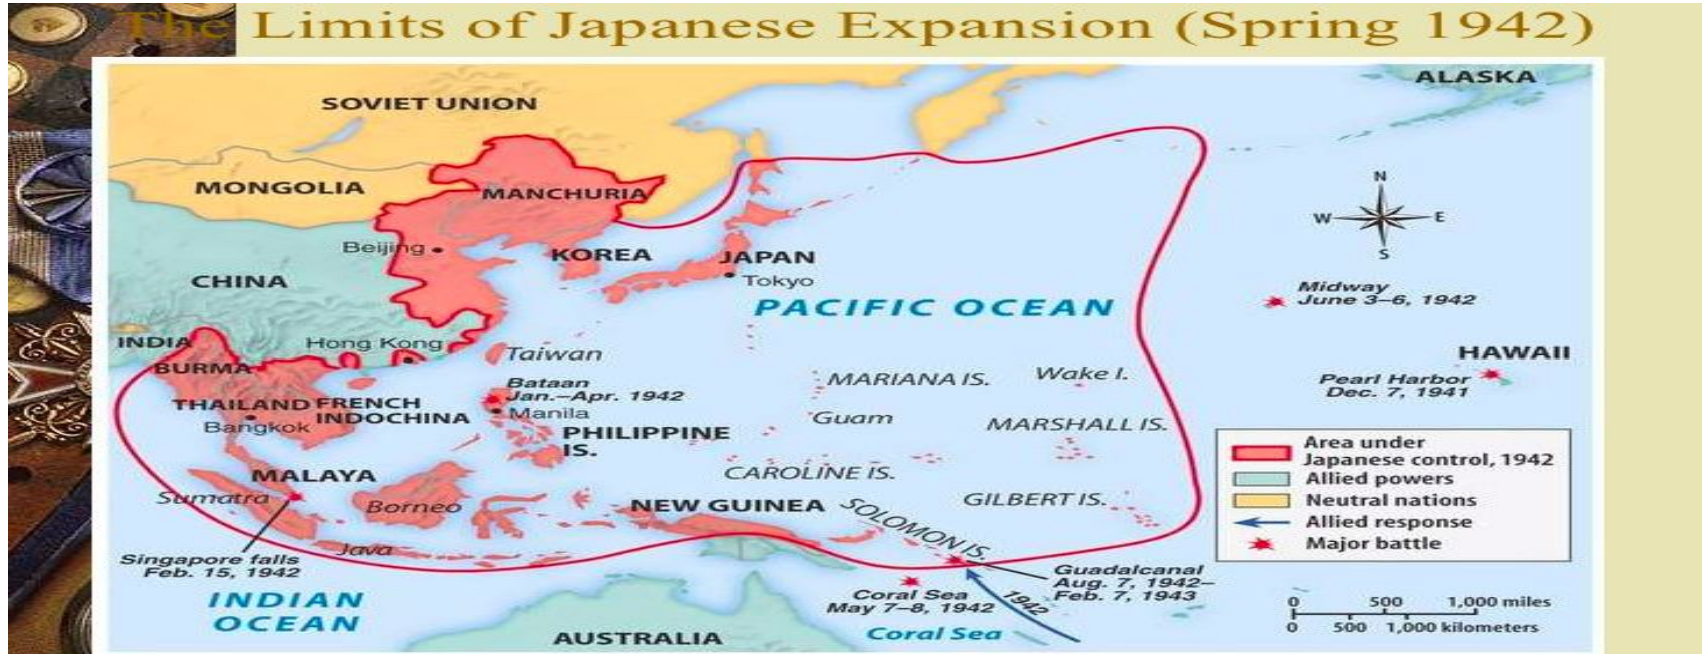 The Limits of Japanese Expansion (Spring 1942)
ALASKA
SOVIET UNION
MONGOLIA
MANCHURIA
N
W E
S
Beijing
KOREA
JAPAN
Tokyo
CHINA
PACIFIC OCEAN
Midway
June 3–6, 1942
INDIA
Hong Kong
Taiwan
HAWAII
BURMA
Pearl Harbor
Dec. 7, 1941
Bataan
Jan.–Apr. 1942
Manila
MARIANA IS.
Wake I.
THAILAND
FRENCH
INDOCHINA
Bangkok
Guam
MARSHALL IS.
PHILIPPINE
IS.
MALAYA
CAROLINE IS.
Sumatra
Borneo
NEW GUINEA
SOLOMON IS.
GILBERT IS.
Java
Singapore falls
Feb. 15, 1942
Guadalcanal
Aug. 7, 1942–
Feb. 7, 1943
Coral Sea
May 7–8, 1942
1942
INDIAN
OCEAN
AUSTRALIA
Coral Sea
Area under
Japanese control, 1942
Allied powers
Neutral nations
Allied response
Major battle
0 500 1,000 miles
0 500 1,000 kilometers